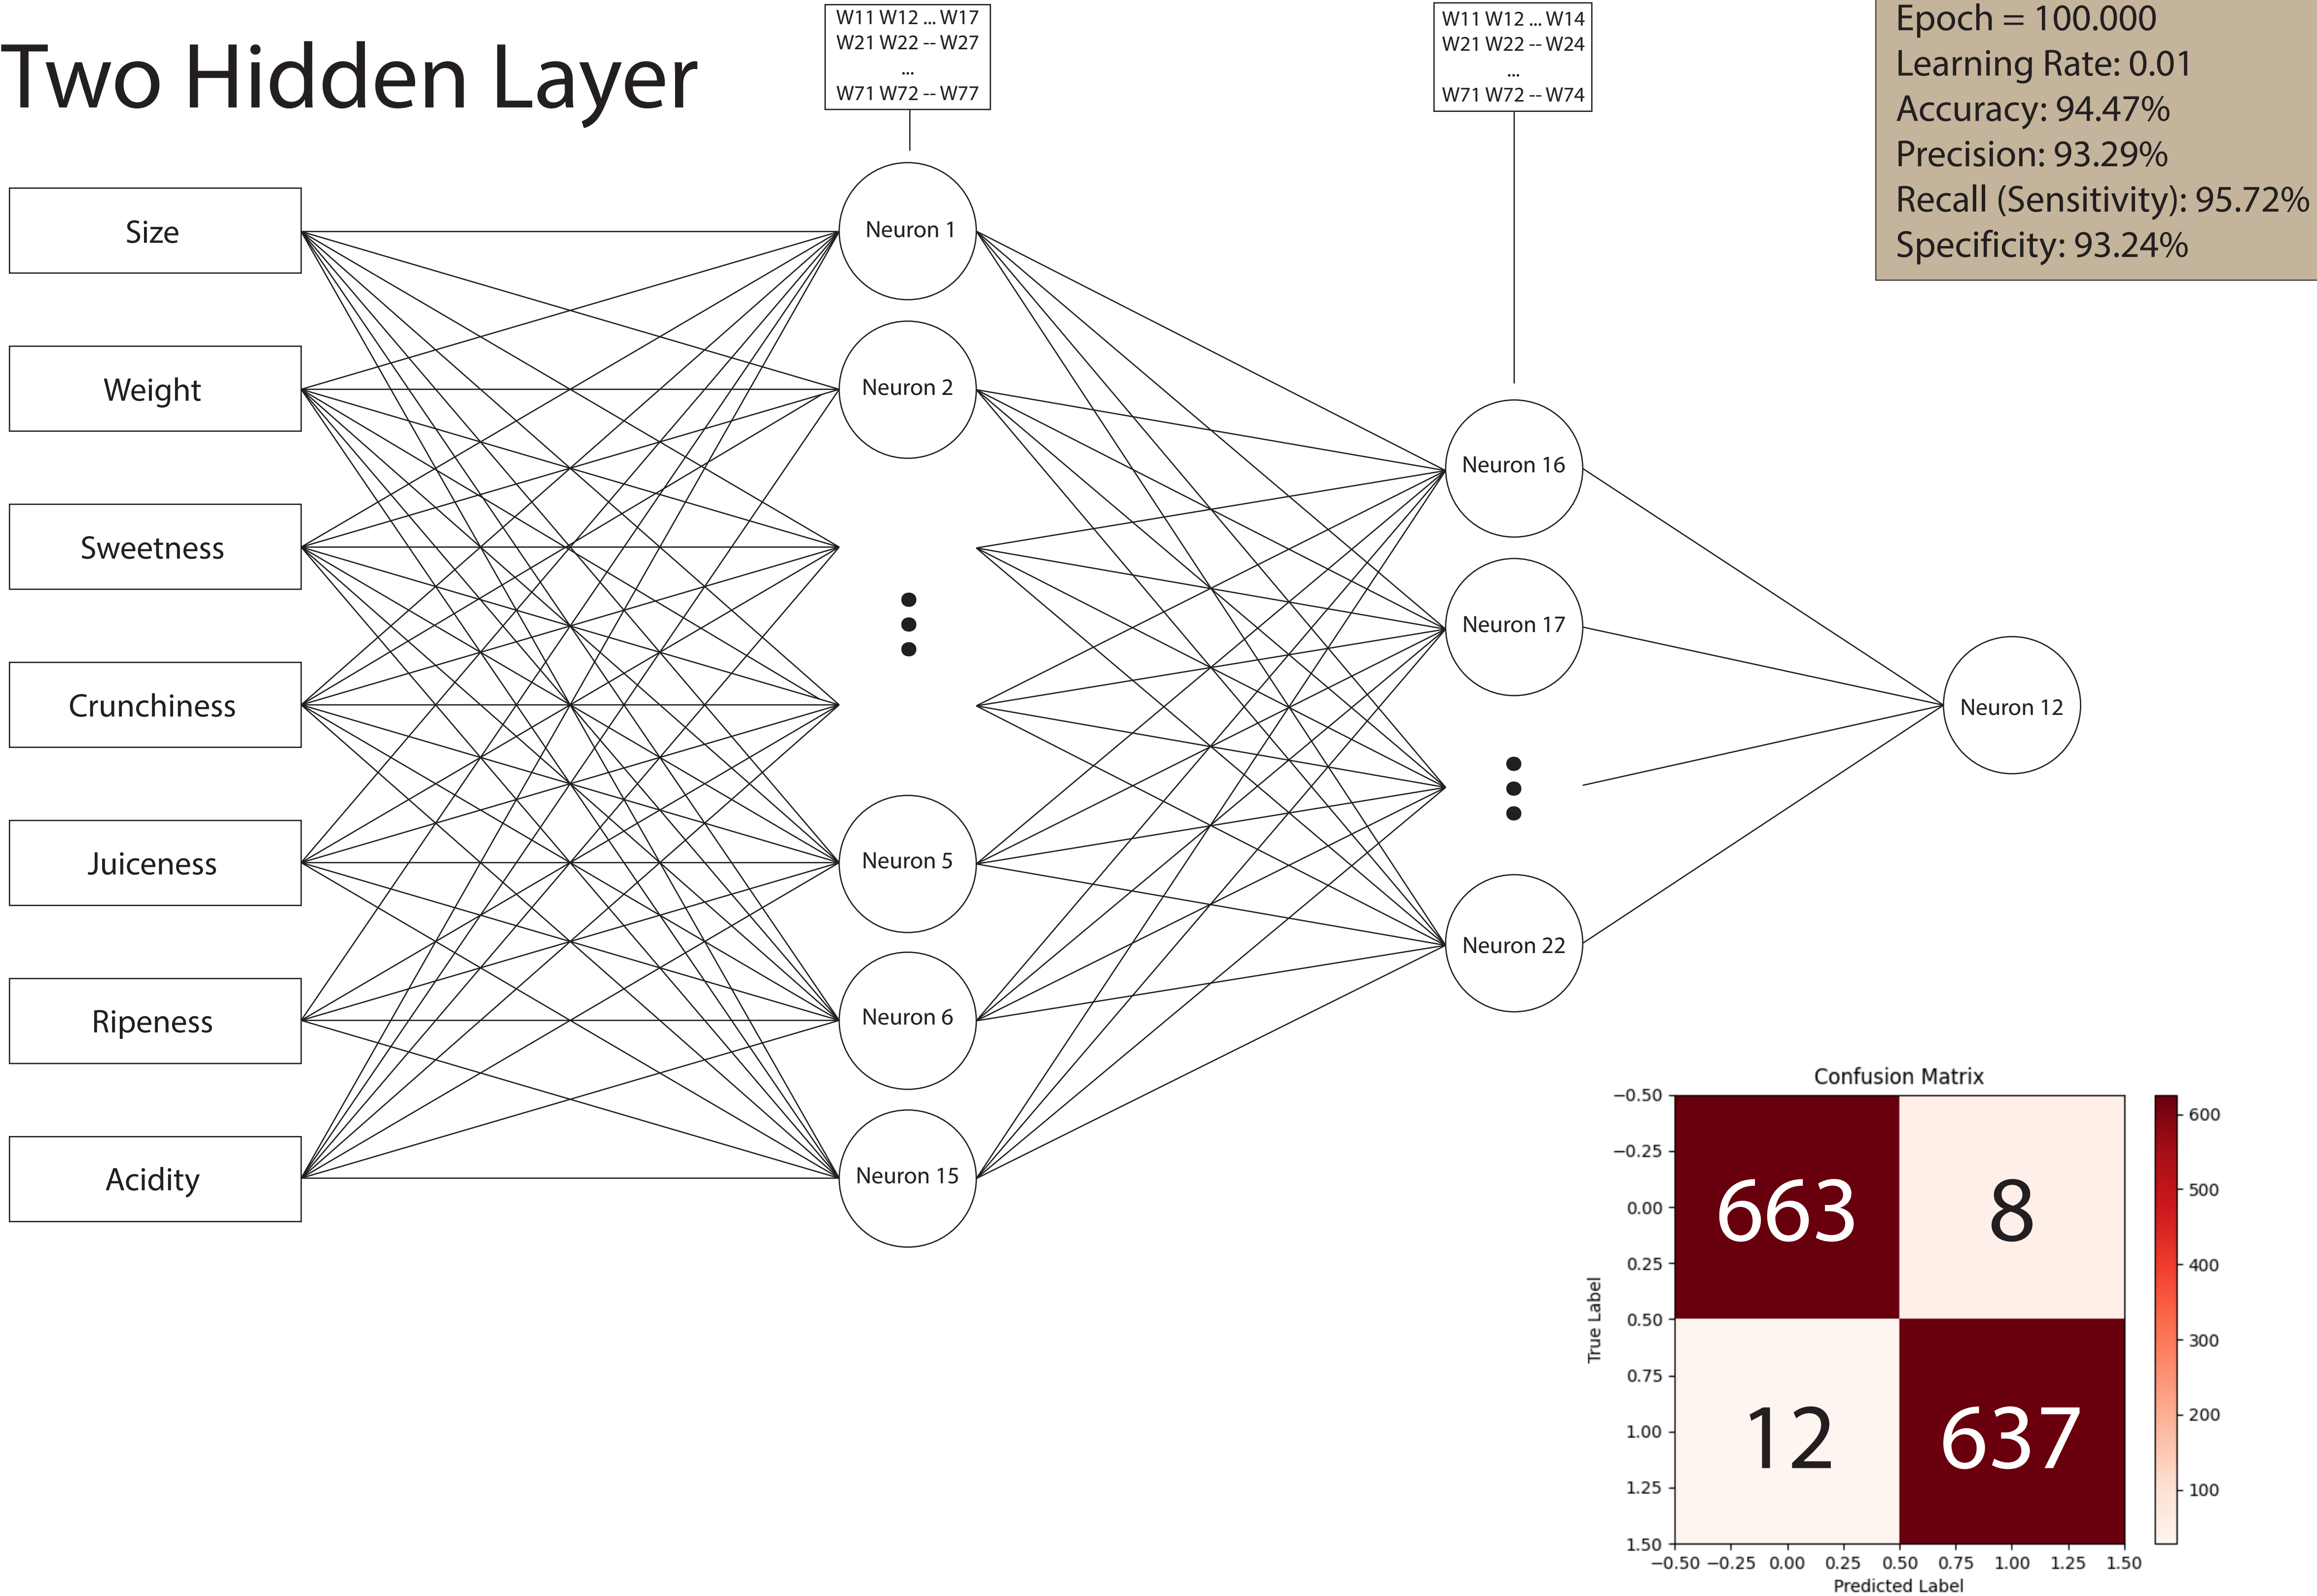 Two Hidden Layer
W11 W12 ... W17
W21 W22 -- W27
...
W71 W72 -- W77
W11 W12 ... W14
W21 W22 -- W24
...
W71 W72 -- W74
Epoch = 100.000
Learning Rate: 0.01
Accuracy: 94.47%
Precision: 93.29%
Recall (Sensitivity): 95.72%
Specificity: 93.24%
Size
Weight
Sweetness
Crunchiness
Juiceness
Ripeness
Acidity
Neuron 1
Neuron 2
Neuron 5
Neuron 6
Neuron 15
Neuron 16
Neuron 17
Neuron 22
Neuron 12
Confusion Matrix
True Label
−0.50
−0.25
0.00
0.25
0.50
0.75
1.00
1.25
1.50
663
8
12
637
−0.50 −0.25 0.00 0.25 0.50 0.75 1.00 1.25 1.50
Predicted Label
600
500
400
300
200
100